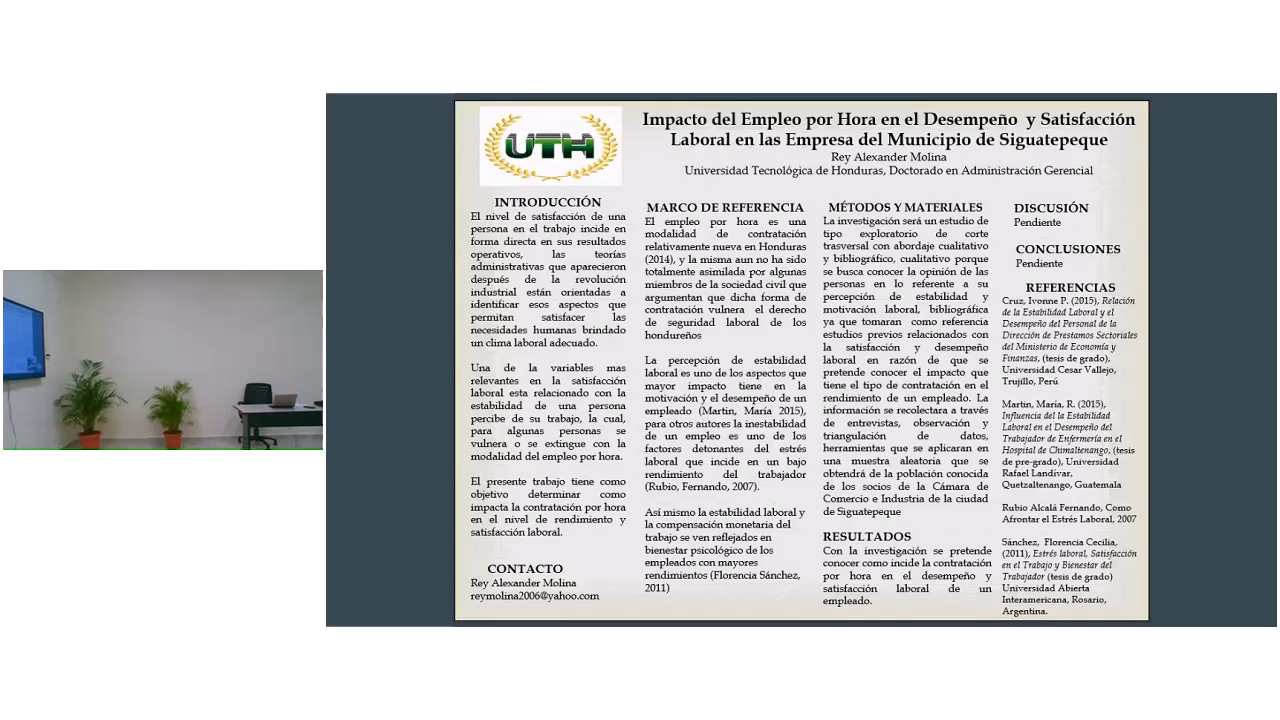 UTH
Impacto del Empleo por Hora en el Desempeño y Satisfacción
Laboral en las Empresa del Municipio de Siguatepeque
Rey Alexander Molina
Universidad Tecnológica de Honduras, Doctorado en Administración Gerencial
INTRODUCCIÓN
El nivel de satisfacción de una
persona en el trabajo incide en
forma directa en sus resultados
operativos, las teorías
administrativas que aparecieron
después de la revolución
industrial están orientadas a
identificar esos aspectos que
permitan satisfacer las
necesidades humanas brindado
un clima laboral adecuado.
Una de la variables mas
relevantes en la satisfacción
laboral esta relacionado con la
estabilidad de una persona
percibe de su trabajo, la cual,
para algunas personas se
vulnera o se extingue con la
modalidad del empleo por hora.
El presente trabajo tiene como
objetivo determinar como
impacta la contratación por hora
en el nivel de rendimiento y
satisfacción laboral.
CONTACTO
Rey Alexander Molina
reymolina2006@yahoo.com
MARCO DE REFERENCIA
El empleo por hora es una
modalidad de contratación
relativamente nueva en Honduras
(2014), y la misma aun no ha sido
totalmente asimilada por algunas
miembros de la sociedad civil que
argumentan que dicha forma de
contratación vulnera el derecho
de seguridad laboral de los
hondureños
La percepción de estabilidad
laboral es uno de los aspectos que
mayor impacto tiene en la
motivación y el desempeño de un
empleado (Martin, María 2015),
para otros autores la inestabilidad
de un empleo es uno de los
factores detonantes del estrés
laboral que incide en un bajo
rendimiento del trabajador
(Rubio, Fernando, 2007).
Así mismo la estabilidad laboral y
la compensación monetaria del
trabajo se ven reflejados en
bienestar psicológico de los
empleados con mayores
rendimientos (Florencia Sánchez,
2011)
MÉTODOS Y MATERIALES
La investigación será un estudio de
tipo exploratorio de corte
trasversal con abordaje cualitativo
y bibliográfico, cualitativo porque
se busca conocer la opinión de las
personas en lo referente a su
percepción de estabilidad y
motivación laboral, bibliográfica
ya que tomaran como referencia
estudios previos relacionados con
la satisfacción y desempeño
laboral en razón de que se
pretende conocer el impacto que
tiene el tipo de contratación en el
rendimiento de un empleado. La
información se recolectara a través
de entrevistas, observación y
triangulación de datos,
herramientas que se aplicaran en
una muestra aleatoria que se
obtendrá de la población conocida
de los socios de la Cámara de
Comercio e Industria de la ciudad
de Siguatepeque
RESULTADOS
Con la investigación se pretende
conocer como incide la contratación
por hora en el desempeño y
satisfacción laboral de un
empleado.
DISCUSIÓN
Pendiente
CONCLUSIONES
Pendiente
REFERENCIAS
Cruz, Ivonne P. (2015), Relación
de la Estabilidad Laboral y el
Desempeño del Personal de la
Dirección de Prestamos Sectoriales
del Ministerio de Economía y
Finanzas, (tesis de grado),
Universidad Cesar Vallejo,
Trujillo, Perú
Martin, María, R. (2015),
Influencia del la Estabilidad
Laboral en el Desempeño del
Trabajador de Enfermería en el
Hospital de Chimaltenango, (tesis
de pre-grado), Universidad
Rafael Landívar,
Quetzaltenango, Guatemala
Rubio Alcalá Fernando, Como
Afrontar el Estrés Laboral, 2007
Sánchez, Florencia Cecilia,
(2011), Estrés laboral, Satisfacción
en el Trabajo y Bienestar del
Trabajador (tesis de grado)
Universidad Abierta
Interamericana, Rosario,
Argentina.